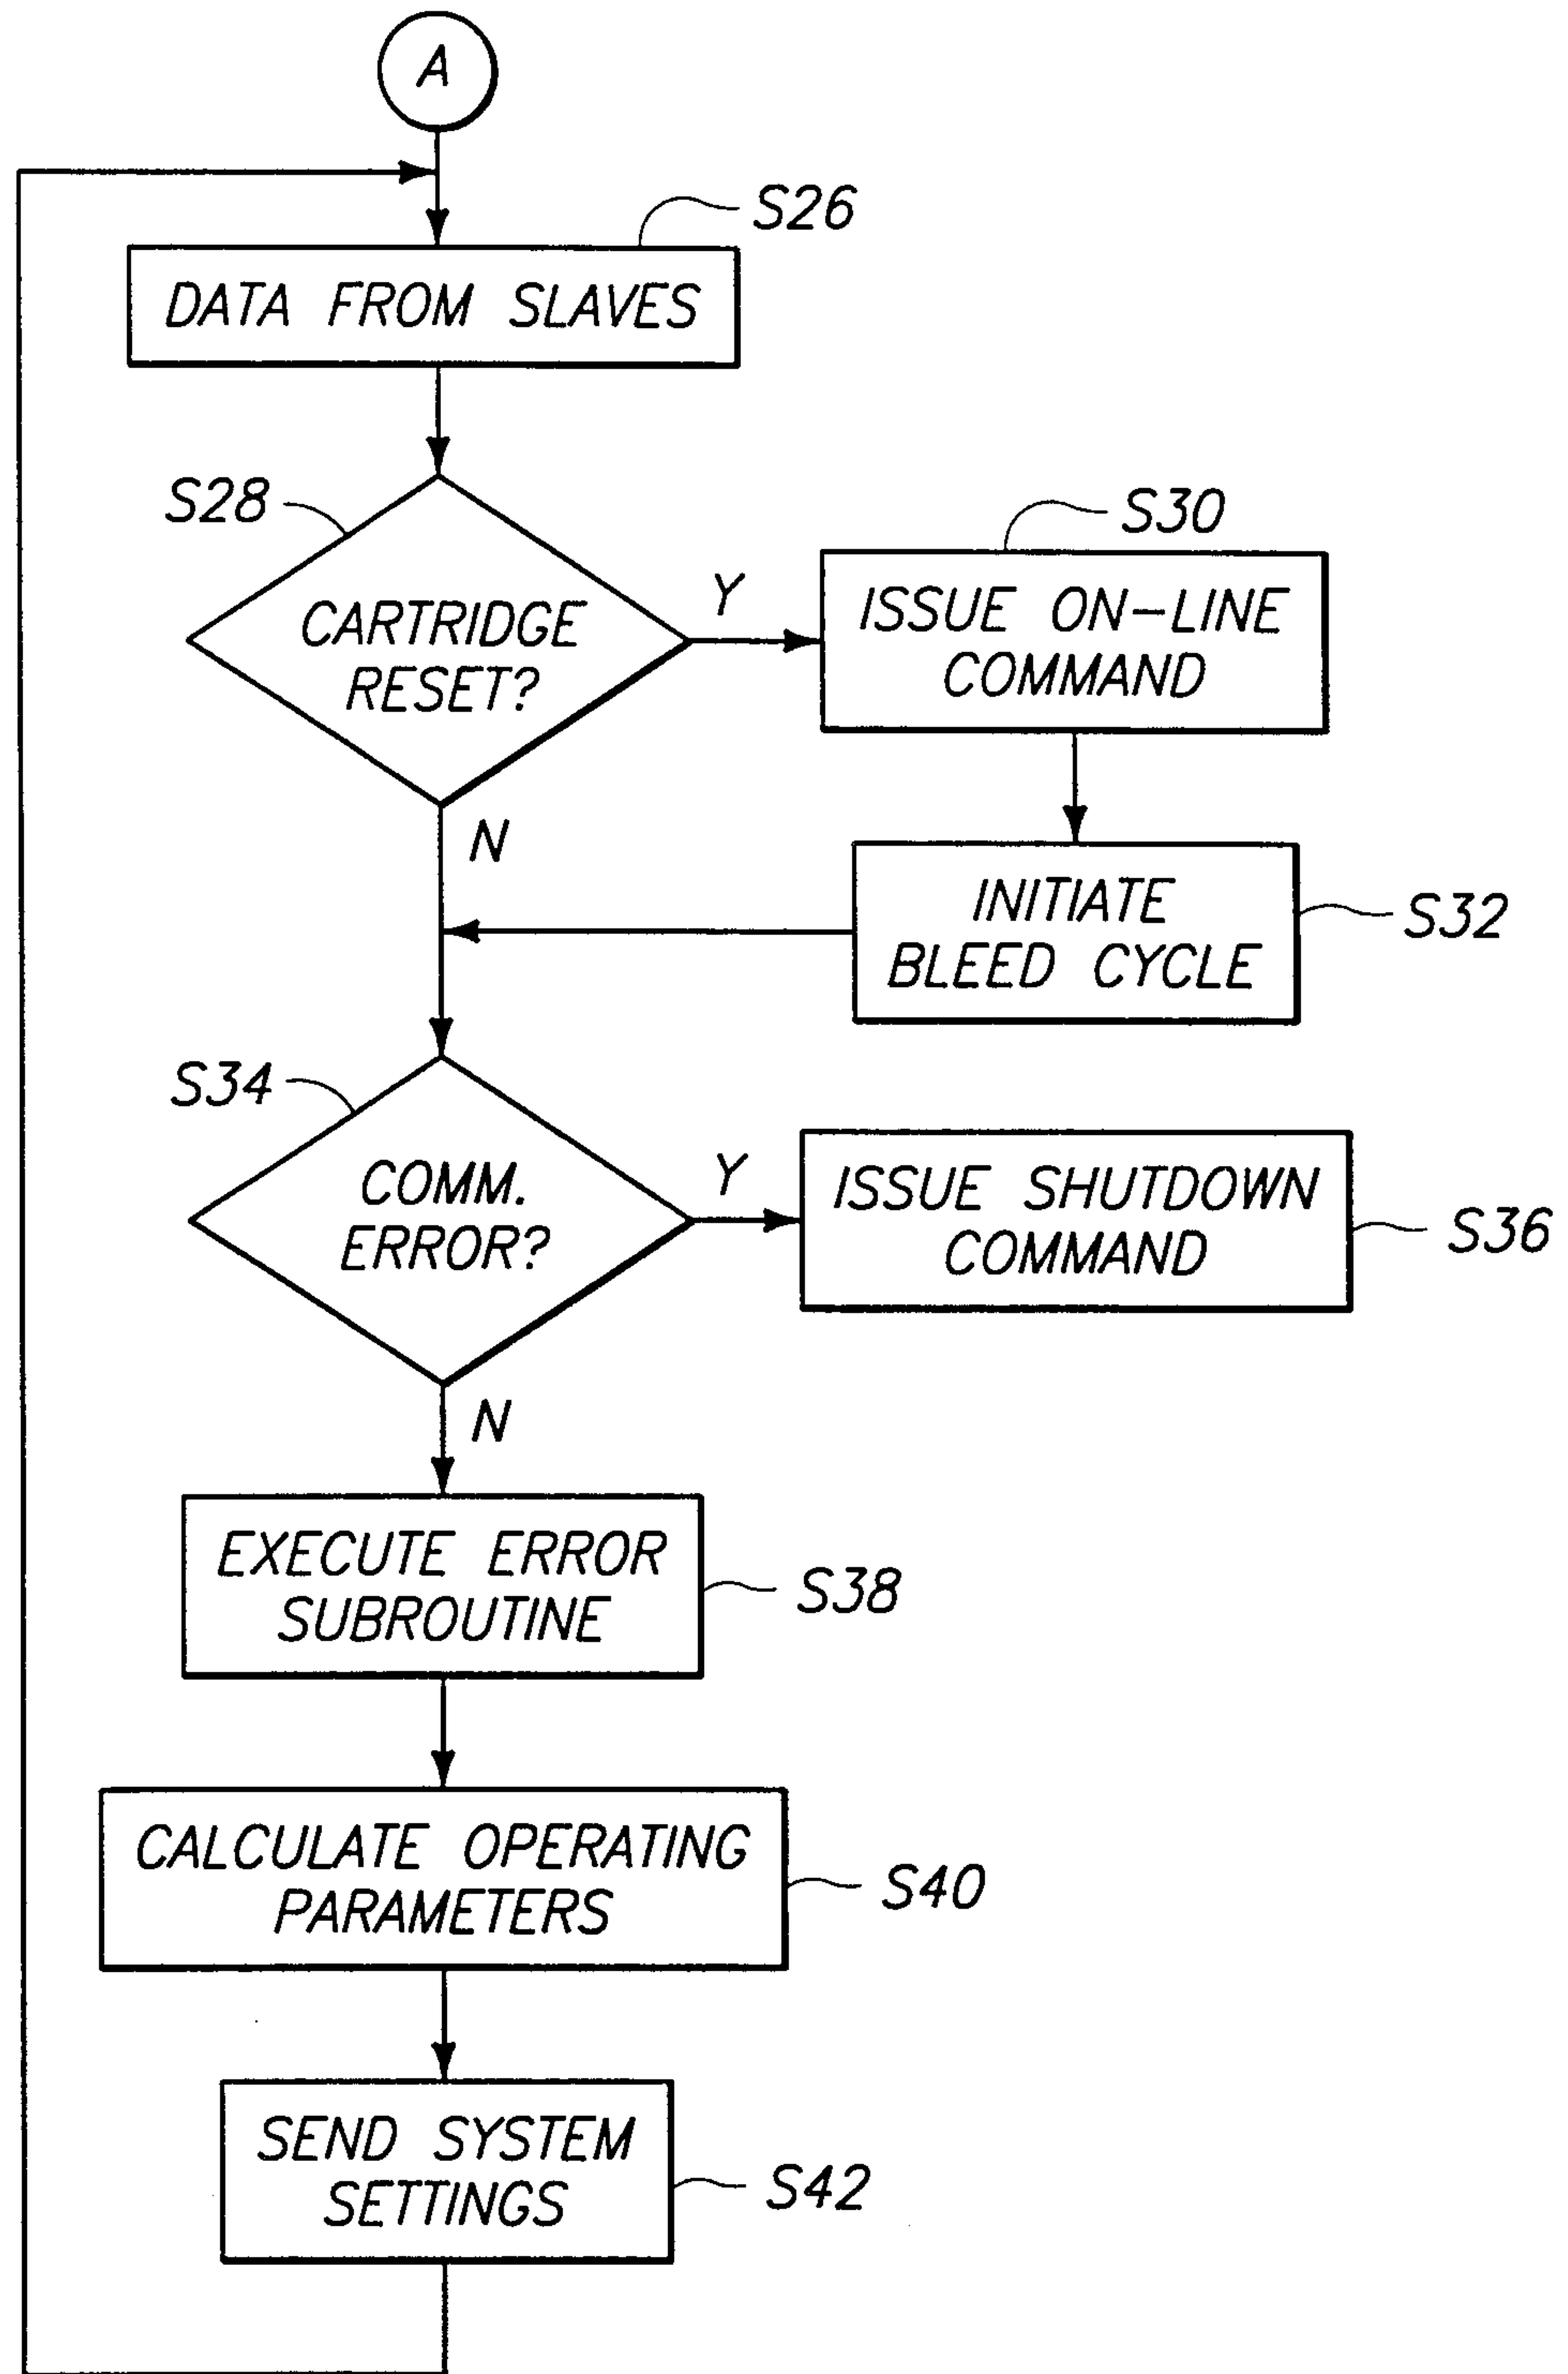 A
S26
DATA FROM SLAVES
S28
CARTRIDGE
RESET?
Y
N
S30
ISSUE ON-LINE
COMMAND
INITIATE
BLEED CYCLE
S32
S34
COMM.
ERROR?
Y
N
ISSUE SHUTDOWN
COMMAND
S36
EXECUTE ERROR
SUBROUTINE
S38
CALCULATE OPERATING
PARAMETERS
S40
SEND SYSTEM
SETTINGS
S42